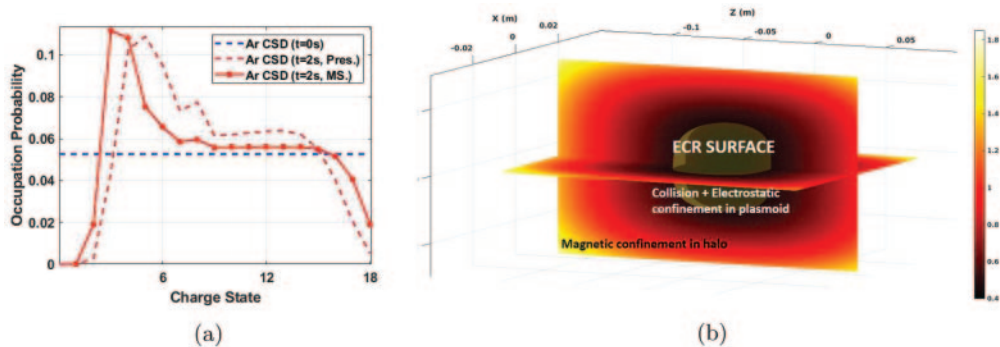 (a)
Occupation Probability
0.1
0.08
0.06
0.04
0.02
0
6
12
18
Charge State
Ar CSD (t=0s)
Ar CSD (t=2s, Pres.)
Ar CSD (t=2s, MS.)
(a)
X (m)
-0.02
0
0.02
Z (m)
-0.1
-0.05
0
0.05
ECR SURFACE
Collision + Electrostatic
confinement in plasmoid
Magnetic confinement in halo
1.8
1.6
1.4
1.2
1
0.8
0.6
0.4
(b)